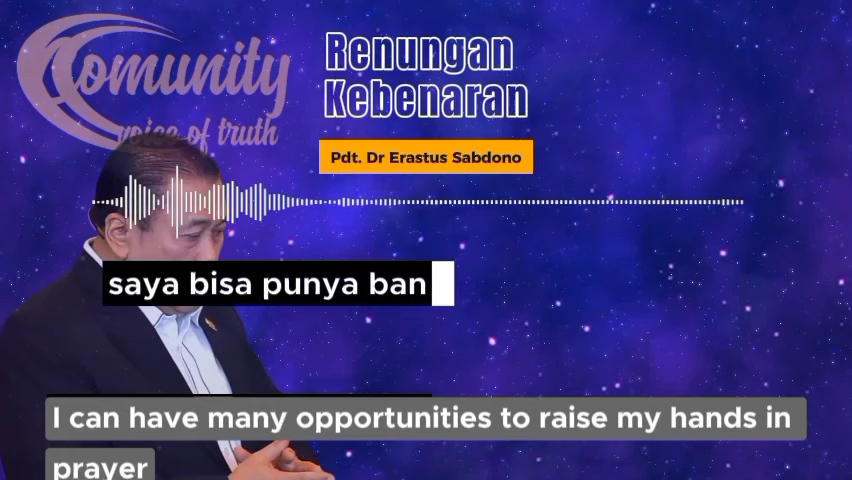 Comunity
voice of truth
Renungan
Kebenaran
Pdt. Dr Erastus Sabdono
saya bisa punya ban
I can have many opportunities to raise my hands in
prayer